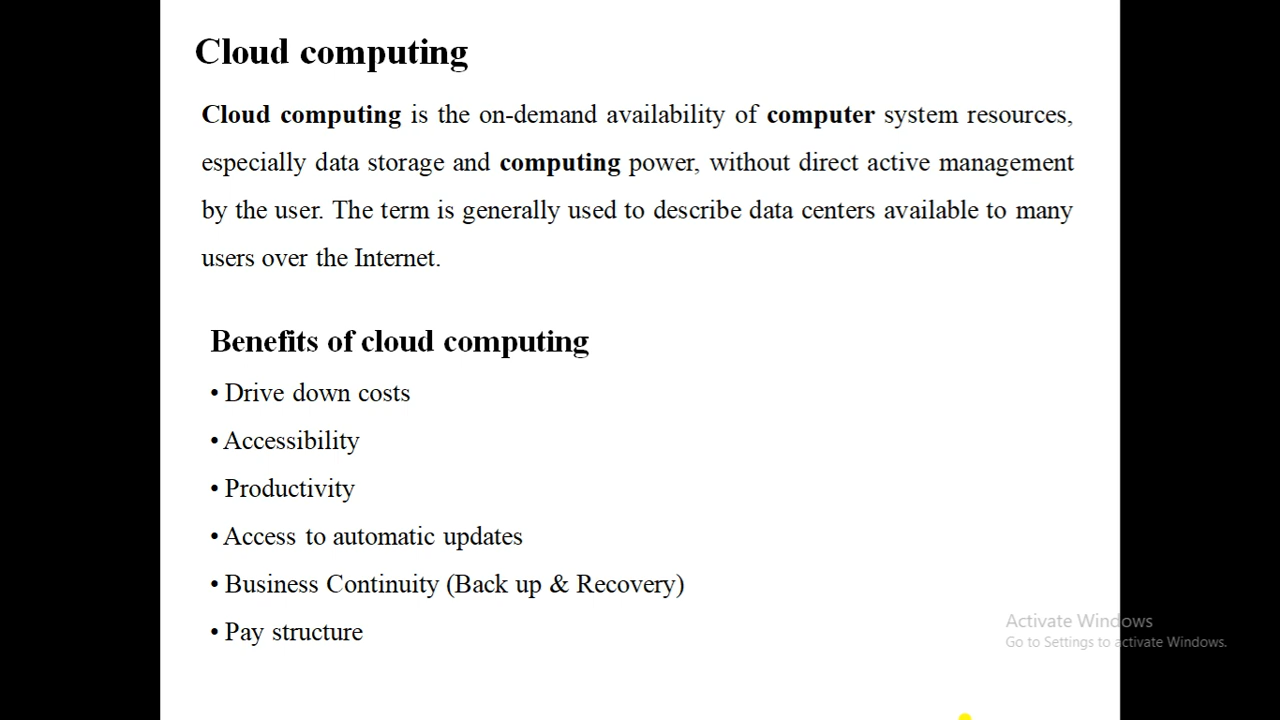 Cloud computing
Cloud computing is the on-demand availability of computer system resources,
especially data storage and computing power, without direct active management
by the user. The term is generally used to describe data centers available to many
users over the Internet.
Benefits of cloud computing
• Drive down costs
• Accessibility
• Productivity
• Access to automatic updates
• Business Continuity (Back up & Recovery)
• Pay structure
Activate Windows
Go to Settings to activate Windows.